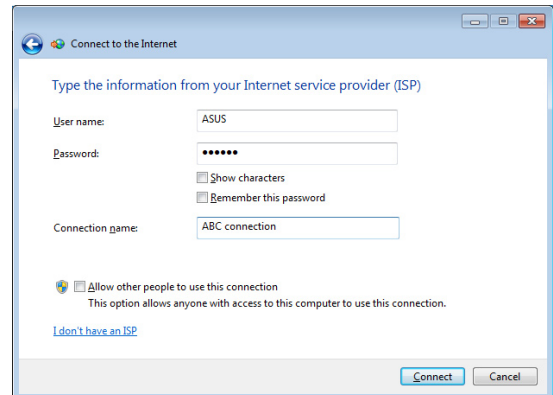 Connect to the Internet
Type the information from your Internet service provider (ISP)
User name:
ASUS
Password:
••••••
Show characters
Remember this password
Connection name:
ABC connection
Allow other people to use this connection
This option allows anyone with access to this computer to use this connection.
I don't have an ISP
Connect
Cancel